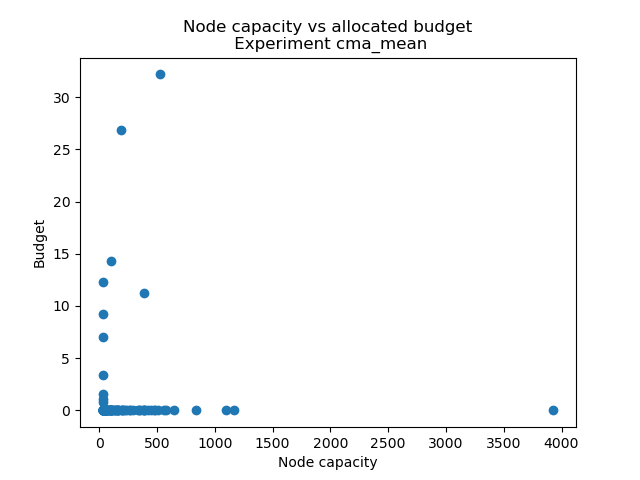 Node capacity vs allocated budget
Experiment cma_mean
Budget
30
25
20
15
10
5
0
0 500 1000 1500 2000 2500 3000 3500 4000
Node capacity